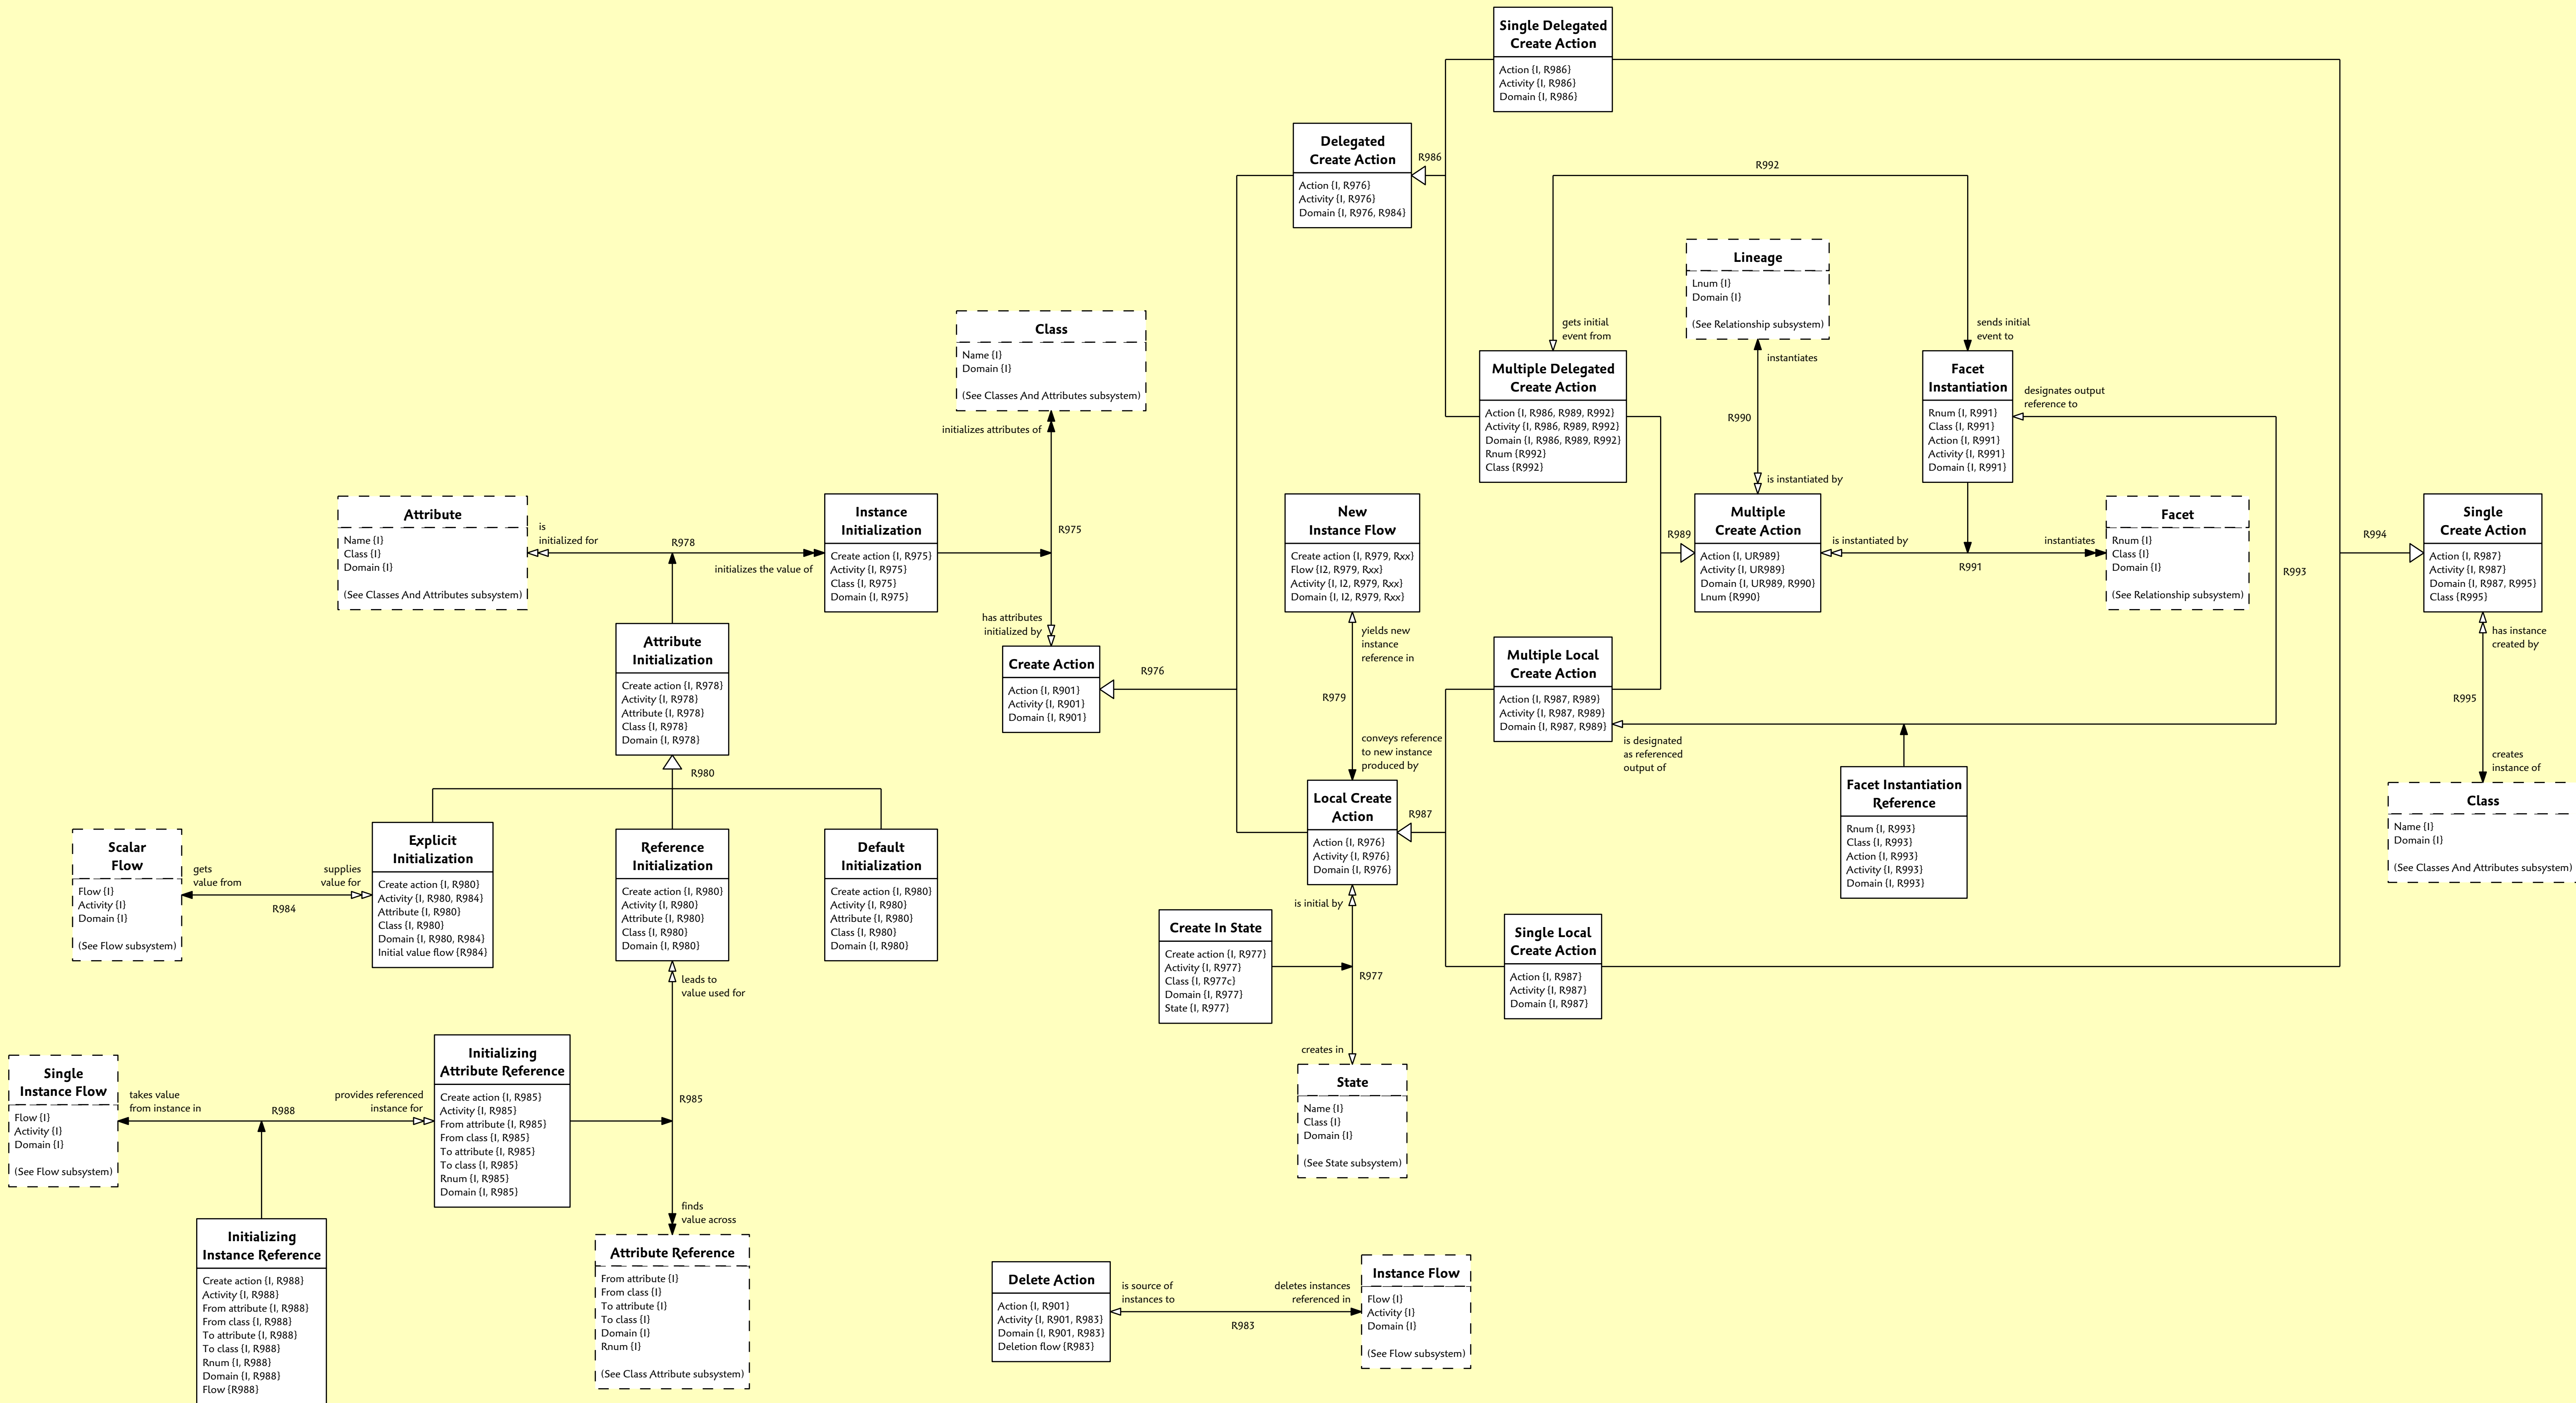 Single Delegated
Create Action
Action {I, R986}
Activity {I, R986}
Domain {I, R986}
Delegated
Create Action
Action {I, R976}
Activity {I, R976}
Domain {I, R976, R984}
R986
R992
Lineage
Lnum {I}
Domain {I}
(See Relationship subsystem)
gets initial
event from
sends initial
event to
instantiates
R990
is instantiated by
Class
Name {I}
Domain {I}
(See Classes And Attributes subsystem)
initializes attributes of
R975
has attributes
initialized by
Multiple Delegated
Create Action
Action {I, R986, R989, R992}
Activity {I, R986, R989, R992}
Domain {I, R986, R989, R992}
Rnum {R992}
Class {R992}
Facet
Instantiation
Rnum {I, R991}
Class {I, R991}
Action {I, R991}
Activity {I, R991}
Domain {I, R991}
designates output
reference to
Attribute
Name {I}
Class {I}
Domain {I}
(See Classes And Attributes subsystem)
is
initialized for
R978
initializes the value of
Instance
Initialization
Create action {I, R975}
Activity {I, R975}
Class {I, R975}
Domain {I, R975}
New
Instance Flow
Create action {I, R979, Rxx}
Flow {I2, R979, Rxx}
Activity {I, I2, R979, Rxx}
Domain {I, I2, R979, Rxx}
R989
Multiple
Create Action
Action {I, UR989}
Activity {I, UR989}
Domain {I, UR989, R990}
Lnum {R990}
is instantiated by
R991
instantiates
Facet
Rnum {I}
Class {I}
Domain {I}
(See Relationship subsystem)
R993
R994
Single
Create Action
Action {I, R987}
Activity {I, R987}
Domain {I, R987, R995}
Class {R995}
has instance
created by
R995
creates
instance of
Class
Name {I}
Domain {I}
(See Classes And Attributes subsystem)
Attribute
Initialization
Create action {I, R978}
Activity {I, R978}
Attribute {I, R978}
Class {I, R978}
Domain {I, R978}
R980
Create Action
Action {I, R901}
Activity {I, R901}
Domain {I, R901}
R976
yields new
instance
reference in
R979
conveys reference
to new instance
produced by
Multiple Local
Create Action
Action {I, R987, R989}
Activity {I, R987, R989}
Domain {I, R987, R989}
is designated
as referenced
output of
Facet Instantiation
Reference
Rnum {I, R993}
Class {I, R993}
Action {I, R993}
Activity {I, R993}
Domain {I, R993}
Local Create
Action
Action {I, R976}
Activity {I, R976}
Domain {I, R976}
R987
Scalar
Flow
Flow {I}
Activity {I}
Domain {I}
(See Flow subsystem)
gets
value from
R984
supplies
value for
Explicit
Initialization
Create action {I, R980}
Activity {I, R980, R984}
Attribute {I, R980}
Class {I, R980}
Domain {I, R980, R984}
Initial value flow {R984}
Reference
Initialization
Create action {I, R980}
Activity {I, R980}
Attribute {I, R980}
Class {I, R980}
Domain {I, R980}
Default
Initialization
Create action {I, R980}
Activity {I, R980}
Attribute {I, R980}
Class {I, R980}
Domain {I, R980}
is initial by
Create In State
Create action {I, R977}
Activity {I, R977}
Class {I, R977c}
Domain {I, R977}
State {I, R977}
R977
creates in
State
Name {I}
Class {I}
Domain {I}
(See State subsystem)
Single Local
Create Action
Action {I, R987}
Activity {I, R987}
Domain {I, R987}
leads to
value used for
R985
finds
value across
Single
Instance Flow
Flow {I}
Activity {I}
Domain {I}
(See Flow subsystem)
takes value
from instance in
R988
provides referenced
instance for
Initializing
Attribute Reference
Create action {I, R985}
Activity {I, R985}
From attribute {I, R985}
From class {I, R985}
To attribute {I, R985}
To class {I, R985}
Rnum {I, R985}
Domain {I, R985}
Initializing
Instance Reference
Create action {I, R988}
Activity {I, R988}
From attribute {I, R988}
From class {I, R988}
To attribute {I, R988}
To class {I, R988}
Rnum {I, R988}
Domain {I, R988}
Flow {R988}
Attribute Reference
From attribute {I}
From class {I}
To attribute {I}
To class {I}
Domain {I}
Rnum {I}
(See Class Attribute subsystem)
Delete Action
Action {I, R901}
Activity {I, R901, R983}
Domain {I, R901, R983}
Deletion flow {R983}
is source of
instances to
R983
deletes instances
referenced in
Instance Flow
Flow {I}
Activity {I}
Domain {I}
(See Flow subsystem)